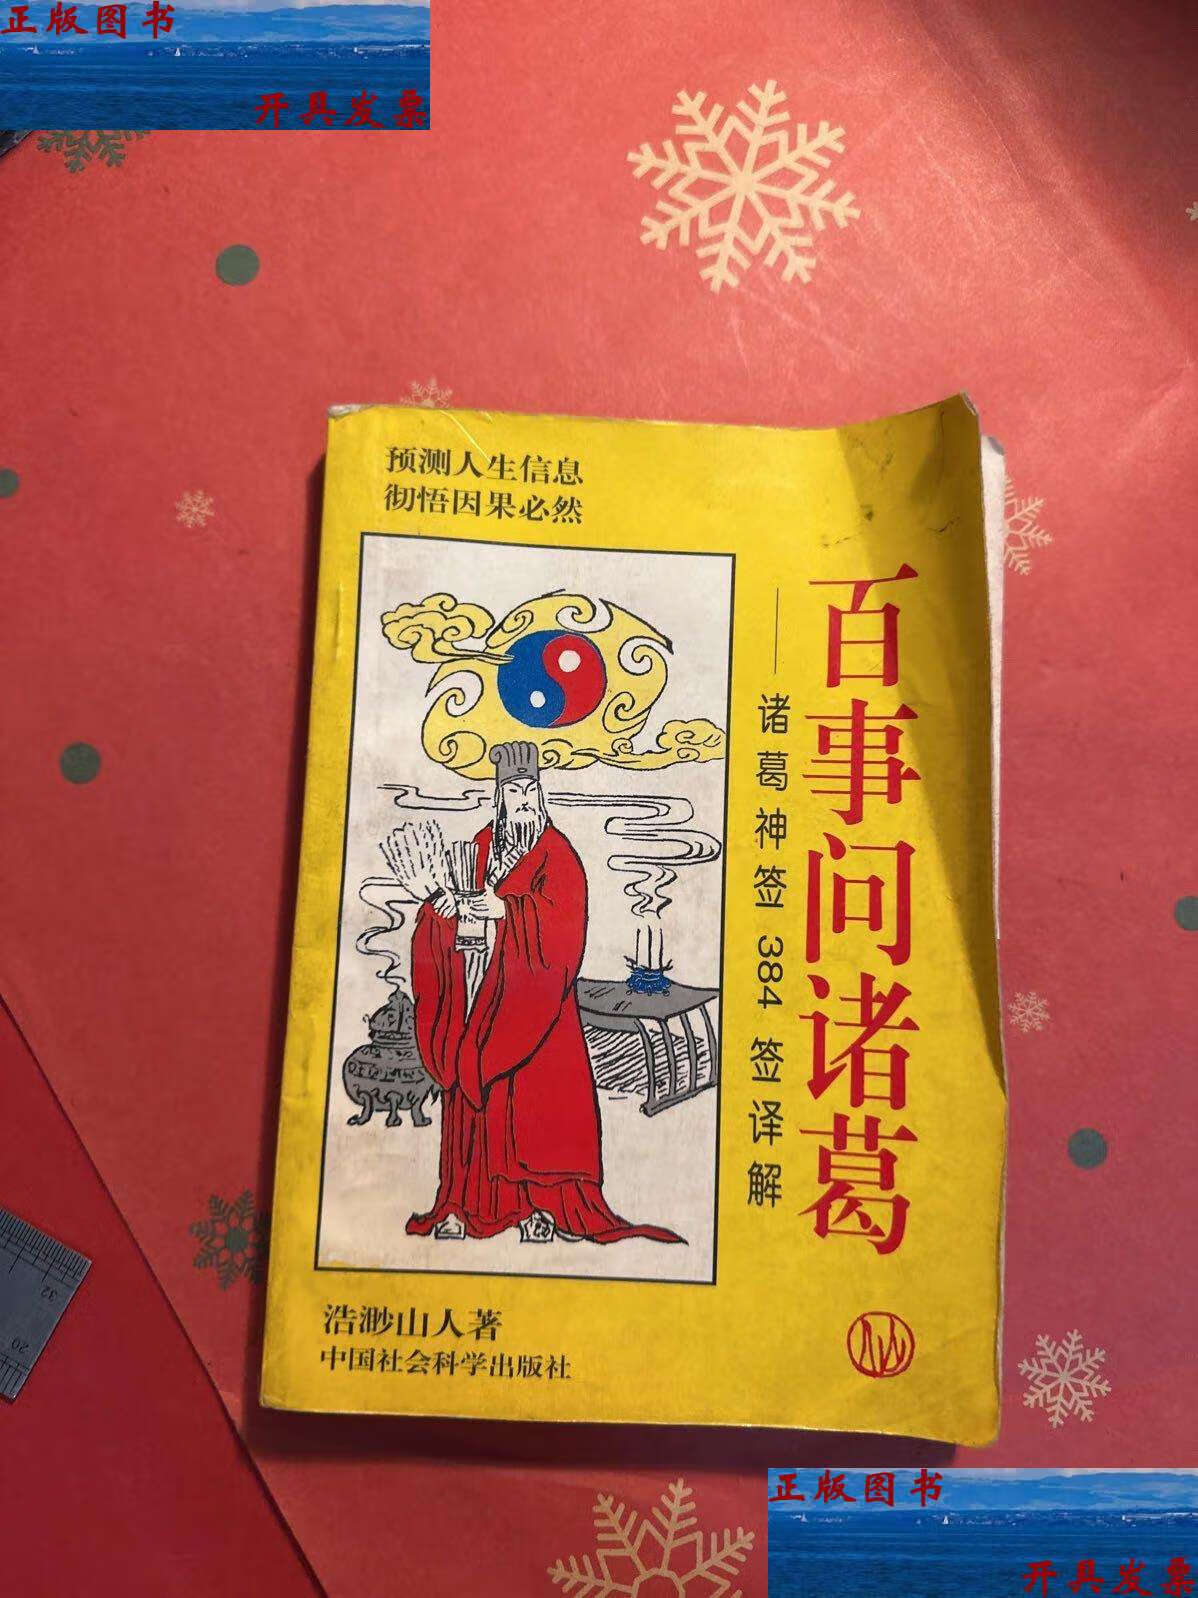 正版图书
开具发票
预测人生信息
彻悟因果必然
百事问诸葛
——诸葛神签384签译解
浩渺山人著
中国社会科学出版社
32
20
正版图书
开具发票